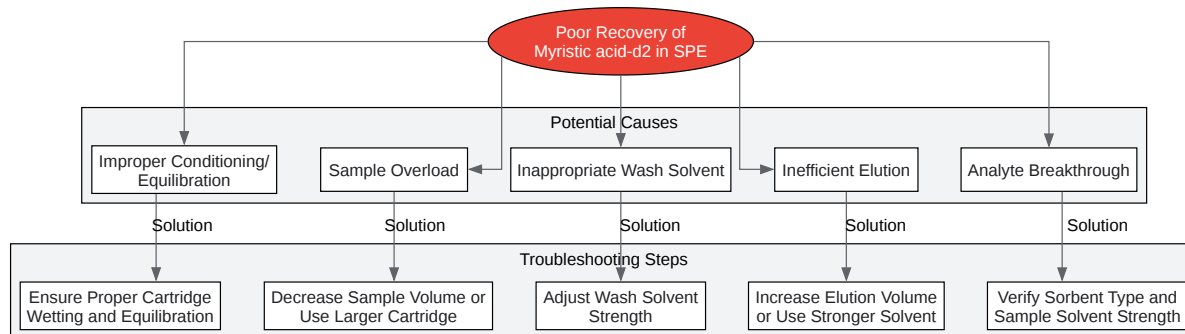 Poor Recovery of
Myristic acid-d2 in SPE
Potential Causes
Improper Conditioning/
Equilibration
Sample Overload
Inappropriate Wash Solvent
Inefficient Elution
Analyte Breakthrough
Solution
Solution
Solution
Solution
Solution
Troubleshooting Steps
Ensure Proper Cartridge
Wetting and Equilibration
Decrease Sample Volume or
Use Larger Cartridge
Adjust Wash Solvent
Strength
Increase Elution Volume
or Use Stronger Solvent
Verify Sorbent Type and
Sample Solvent Strength